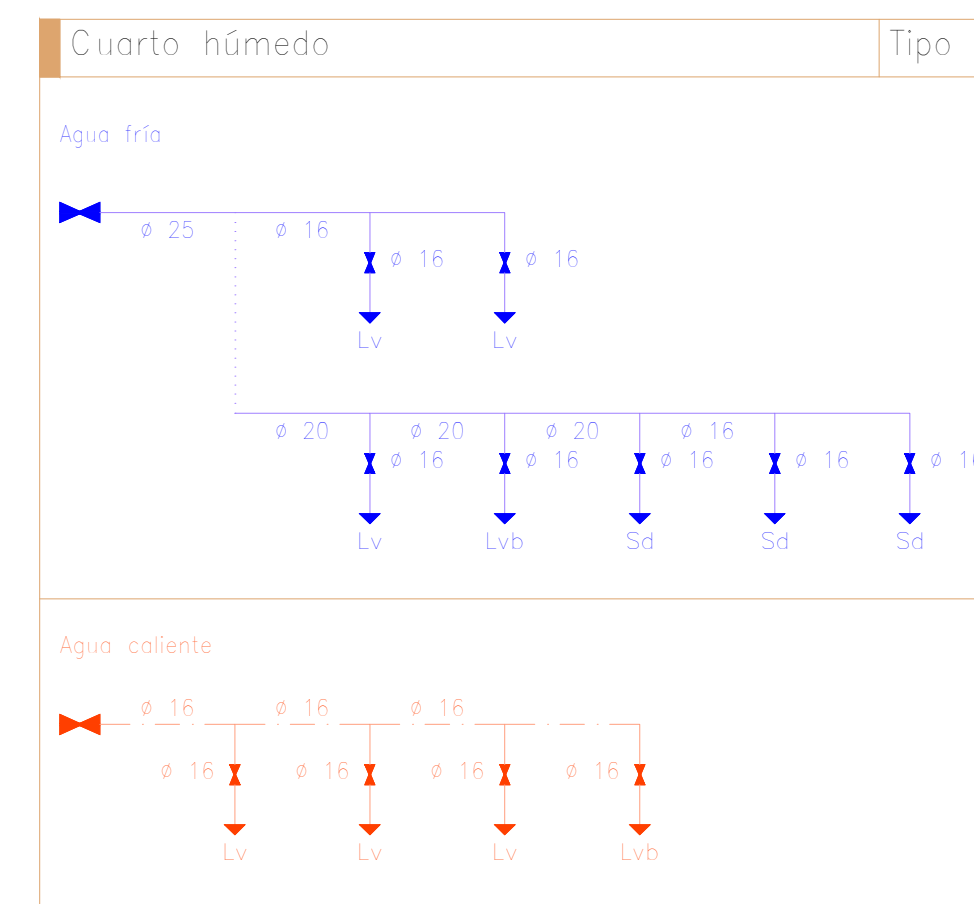 Cuarto húmedo Tipo
Agua fría
ø 25 ø 16
ø 16 ø 16
Lv Lv
ø 20 ø 20 ø 20 ø 16
ø 16 ø 16 ø 16 ø 16 ø 16
Lv Lvb Sd Sd Sd
Agua caliente
ø 16 ø 16 ø 16
ø 16 ø 16 ø 16 ø 16
Lv Lv Lv Lvb